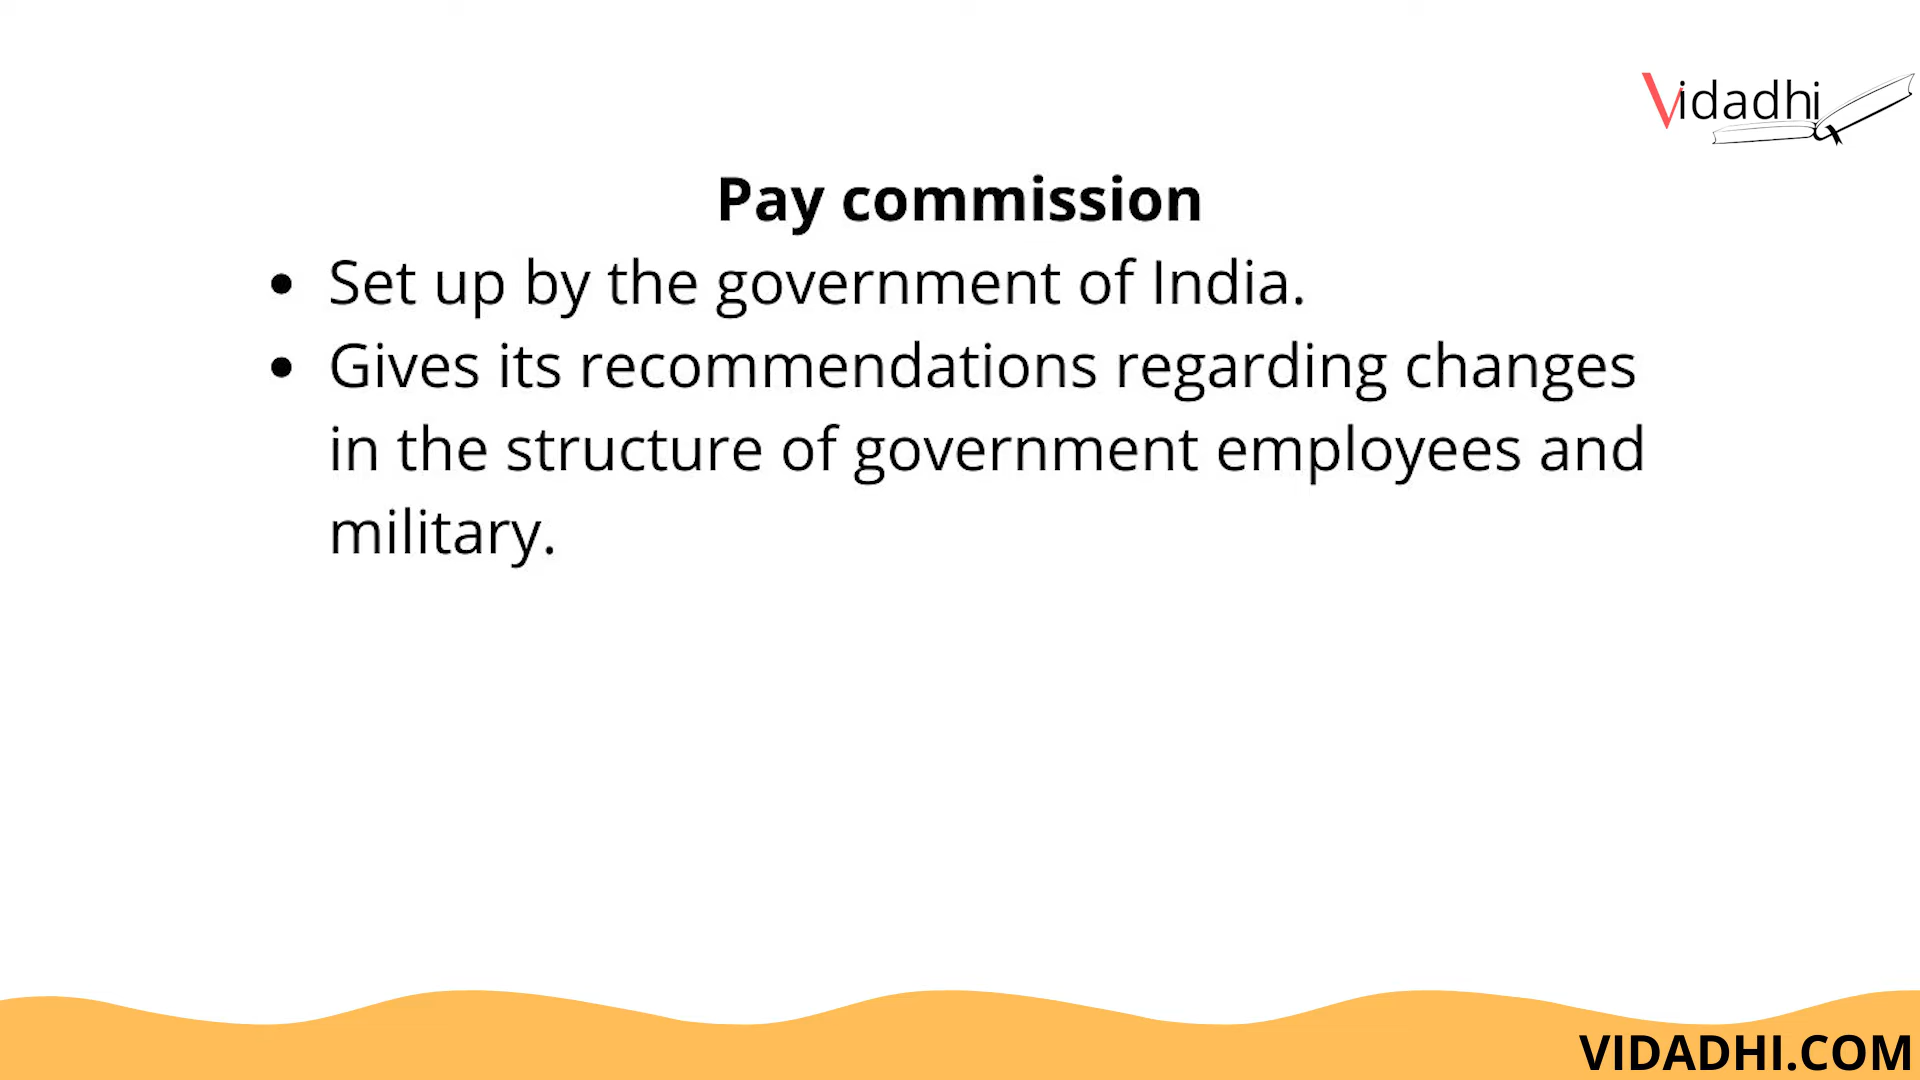 Vidadhi
Pay commission
• Set up by the government of India.
• Gives its recommendations regarding changes
in the structure of government employees and
military.
VIDADHI.COM